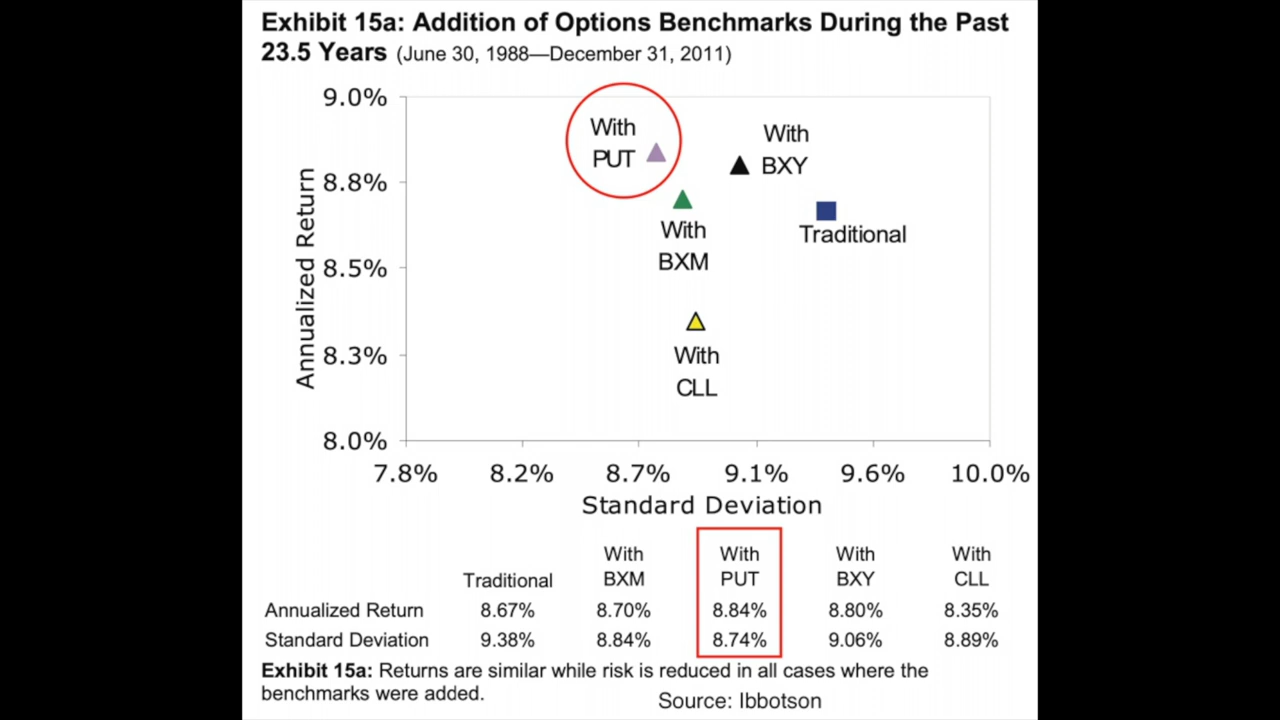 Exhibit 15a: Addition of Options Benchmarks During the Past
23.5 Years (June 30, 1988—December 31, 2011)
Annualized Return
9.0%
8.8%
8.5%
8.3%
8.0%
With
PUT
With
BXY
With
BXM
Traditional
With
CLL
7.8% 8.2% 8.7% 9.1% 9.6% 10.0%
Standard Deviation
With With With With
Traditional BXM PUT BXY CLL
Annualized Return 8.67% 8.70% 8.84% 8.80% 8.35%
Standard Deviation 9.38% 8.84% 8.74% 9.06% 8.89%
Exhibit 15a: Returns are similar while risk is reduced in all cases where the
benchmarks were added.
Source: Ibbotson